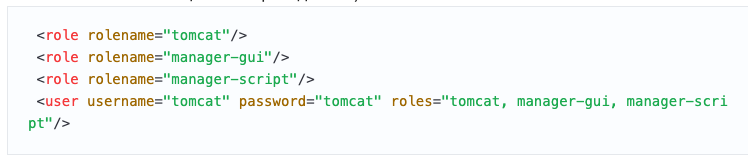 <role rolename="tomcat"/>
<role rolename="manager-gui"/>
<role rolename="manager-script"/>
<user username="tomcat" password="tomcat" roles="tomcat, manager-gui, manager-scri
pt"/>